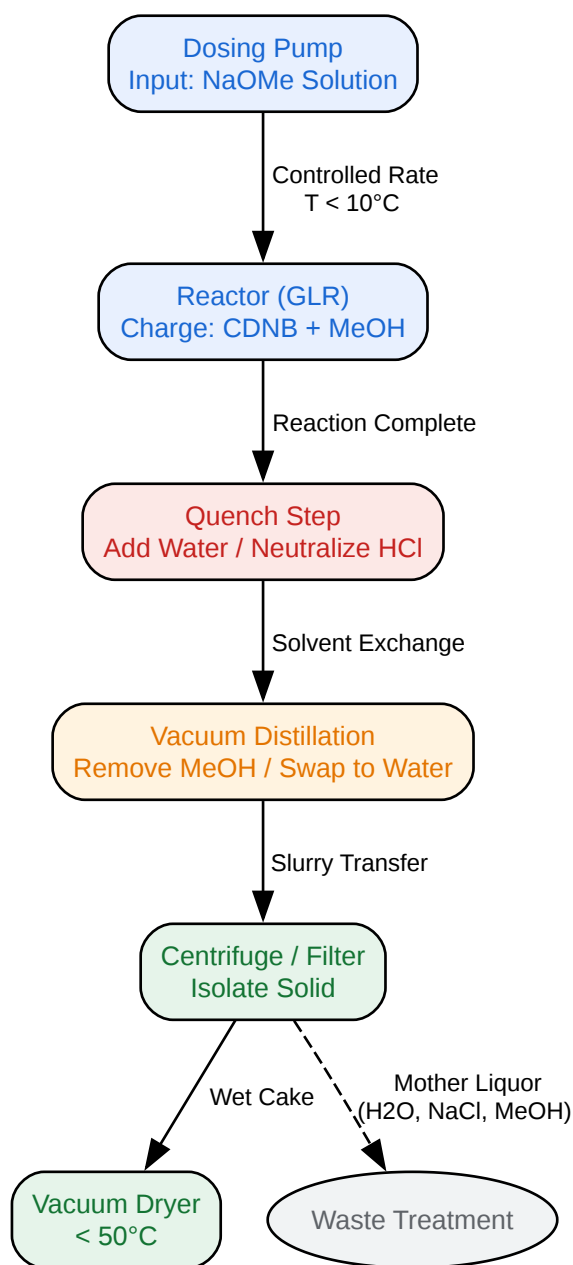 Dosing Pump
Input: NaOMe Solution
Controlled Rate
T < 10°C
Reactor (GLR)
Charge: CDNB + MeOH
Reaction Complete
Quench Step
Add Water / Neutralize HCl
Solvent Exchange
Vacuum Distillation
Remove MeOH / Swap to Water
Slurry Transfer
Centrifuge / Filter
Isolate Solid
Wet Cake
Mother Liquor
(H2O, NaCl, MeOH)
Vacuum Dryer
< 50°C
Waste Treatment